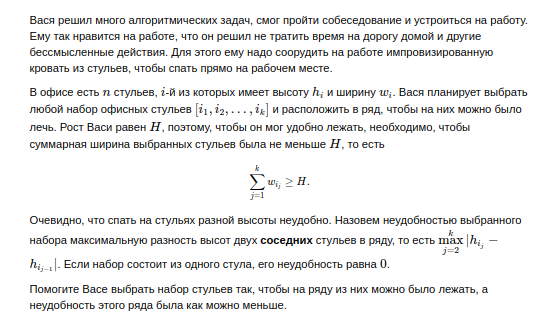 Вася решил много алгоритмических задач, смог пройти собеседование и устроиться на работу.
Ему так нравится на работе, что он решил не тратить время на дорогу домой и другие
бессмысленные действия. Для этого ему надо соорудить на работе импровизированную
кровать из стульев, чтобы спать прямо на рабочем месте.
В офисе есть n стульев, i-й из которых имеет высоту h_i и ширину w_i. Вася планирует выбрать
любой набор офисных стульев [i_1, i_2, . . . , i_k] и расположить в ряд, чтобы на них можно было
лечь. Рост Васи равен H, поэтому, чтобы он мог удобно лежать, необходимо, чтобы
суммарная ширина выбранных стульев была не меньше H, то есть
∑_{j=1}^{k} w_{i_j} ≥ H.
Очевидно, что спать на стульях разной высоты неудобно. Назовем неудобностью выбранного
набора максимальную разность высот двух соседних стульев в ряду, то есть max_{j=2}^{k} |h_{i_j} −
h_{i_{j−1}}|. Если набор состоит из одного стула, его неудобность равна 0.
Помогите Васе выбрать набор стульев так, чтобы на ряду из них можно было лежать, а
неудобность этого ряда была как можно меньше.